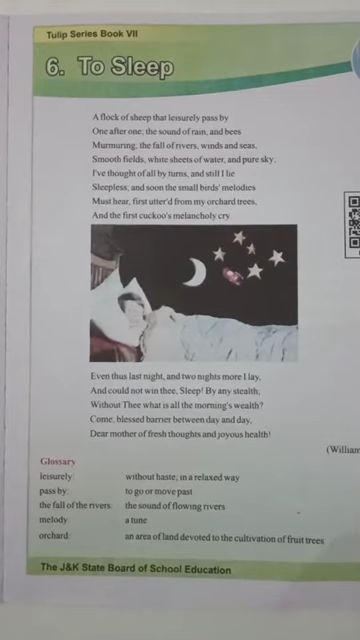 Tulip Series Book VII
6. To Sleep
A flock of sheep that leisurely pass by
One after one; the sound of rain, and bees
Murmuring; the fall of rivers, winds and seas,
Smooth fields, white sheets of water, and pure sky;
I've thought of all by turns, and still I lie
Sleepless; and soon the small birds' melodies
Must hear, first utter'd from my orchard trees,
And the first cuckoo's melancholy cry.
Even thus last night, and two nights more I lay,
And could not win thee, Sleep! By any stealth;
Without Thee what is all the morning's wealth?
Come, blessed barrier between day and day,
Dear mother of fresh thoughts and joyous health!
(William
Glossary
leisurely: without haste; in a relaxed way
pass by: to go or move past
the fall of the rivers: the sound of flowing rivers
melody a tune
orchard: an area of land devoted to the cultivation of fruit trees
The J&K State Board of School Education